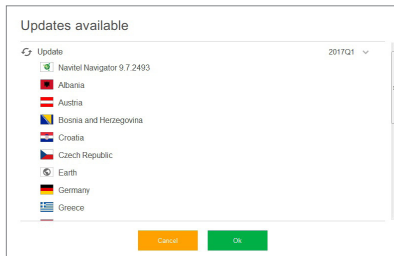 Updates available
Update 2017Q1
Navitel Navigator 9.7.2493
Albania
Austria
Bosnia and Herzegovina
Croatia
Czech Republic
Earth
Germany
Greece
Cancel Ok